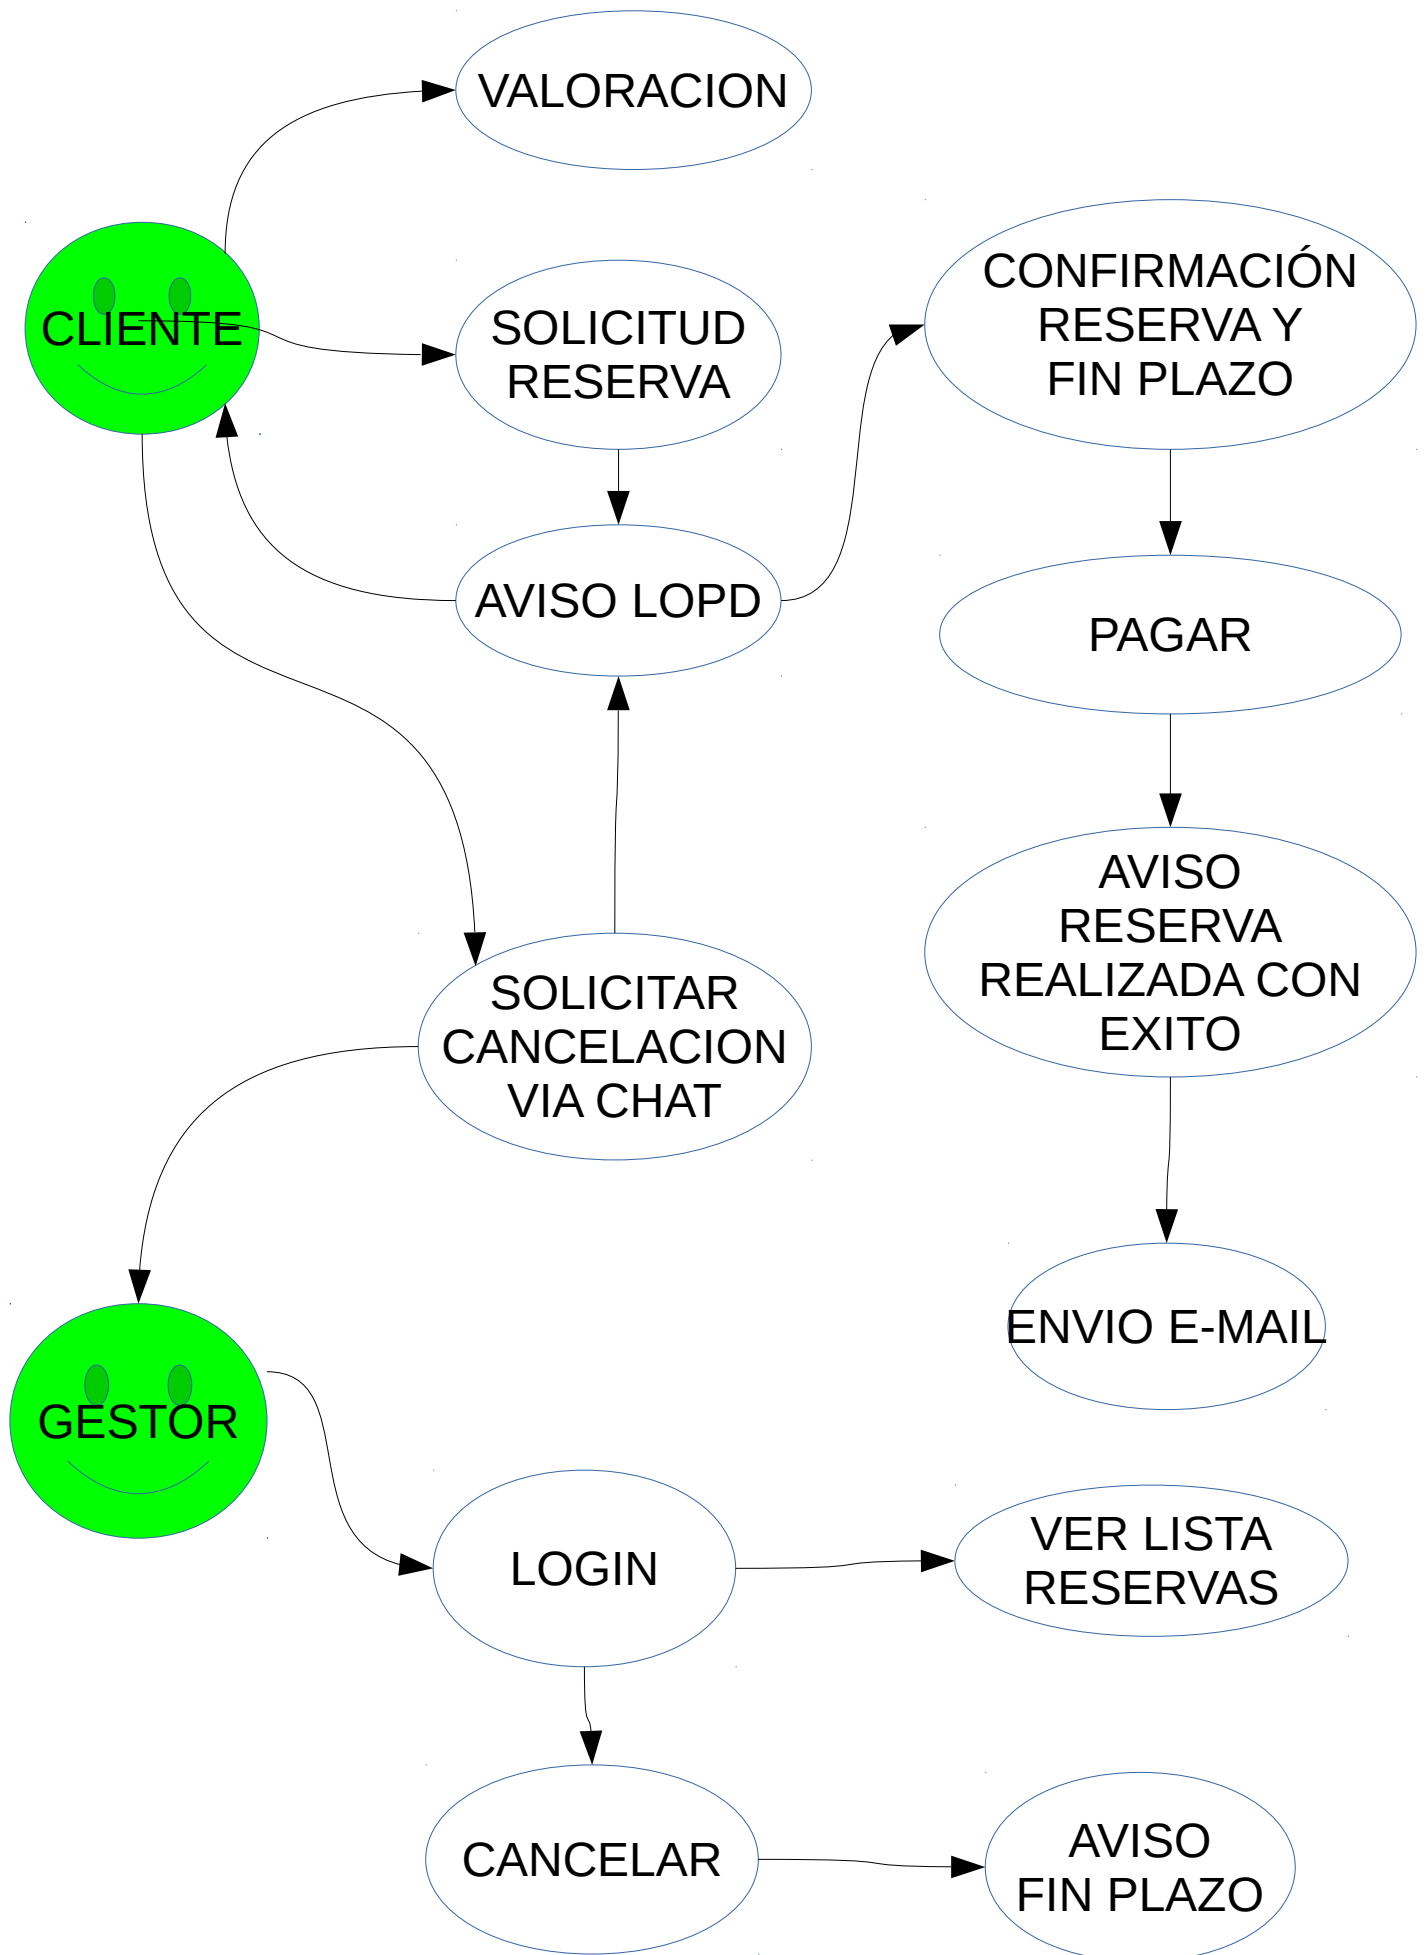 VALORACION
CLIENTE
SOLICITUD
RESERVA
CONFIRMACIÓN
RESERVA Y
FIN PLAZO
AVISO LOPD
PAGAR
SOLICITAR
CANCELACION
VIA CHAT
AVISO
RESERVA
REALIZADA CON
EXITO
ENVIO E-MAIL
GESTOR
LOGIN
VER LISTA
RESERVAS
CANCELAR
AVISO
FIN PLAZO